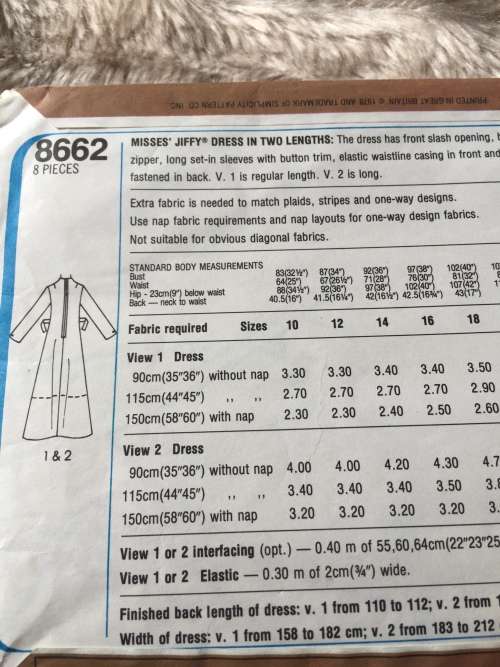 PRINTED IN GREAT BRITAIN © 1978 AND TRADEMARK OF SIMPLICITY PATTERN CO. INC.
8662
8 PIECES
MISSES' JIFFY® DRESS IN TWO LENGTHS: The dress has front slash opening,
zipper, long set-in sleeves with button trim, elastic waistline casing in front and
fastened in back. V. 1 is regular length. V. 2 is long.
Extra fabric is needed to match plaids, stripes and one-way designs.
Use nap fabric requirements and nap layouts for one-way design fabrics.
Not suitable for obvious diagonal fabrics.
STANDARD BODY MEASUREMENTS
Bust 83(32½") 87(34") 92(36") 97(38") 102(40")
Waist 64(25") 67(26½") 71(28") 76(30") 81(32")
Hip - 23cm(9") below waist 88(34½") 92(36") 97(38") 102(40") 107(42")
Back — neck to waist 40.5(16") 41.5(16¼") 42(16½") 42.5(16¾") 43(17")
Fabric required Sizes 10 12 14 16 18
View 1 Dress
90cm(35"36") without nap 3.30 3.30 3.40 3.40 3.50
115cm(44"45") ,, ,, 2.70 2.70 2.70 2.70 2.90
150cm(58"60") with nap 2.30 2.30 2.40 2.50 2.60
View 2 Dress
90cm(35"36") without nap 4.00 4.00 4.20 4.30 4.7
115cm(44"45") ,, ,, 3.40 3.40 3.40 3.50 3.8
150cm(58"60") with nap 3.20 3.20 3.20 3.20 3.
View 1 or 2 interfacing (opt.) — 0.40 m of 55,60,64cm(22"23"25
View 1 or 2 Elastic — 0.30 m of 2cm(¾") wide.
Finished back length of dress: v. 1 from 110 to 112; v. 2 from 1
Width of dress: v. 1 from 158 to 182 cm; v. 2 from 183 to 212
1 & 2